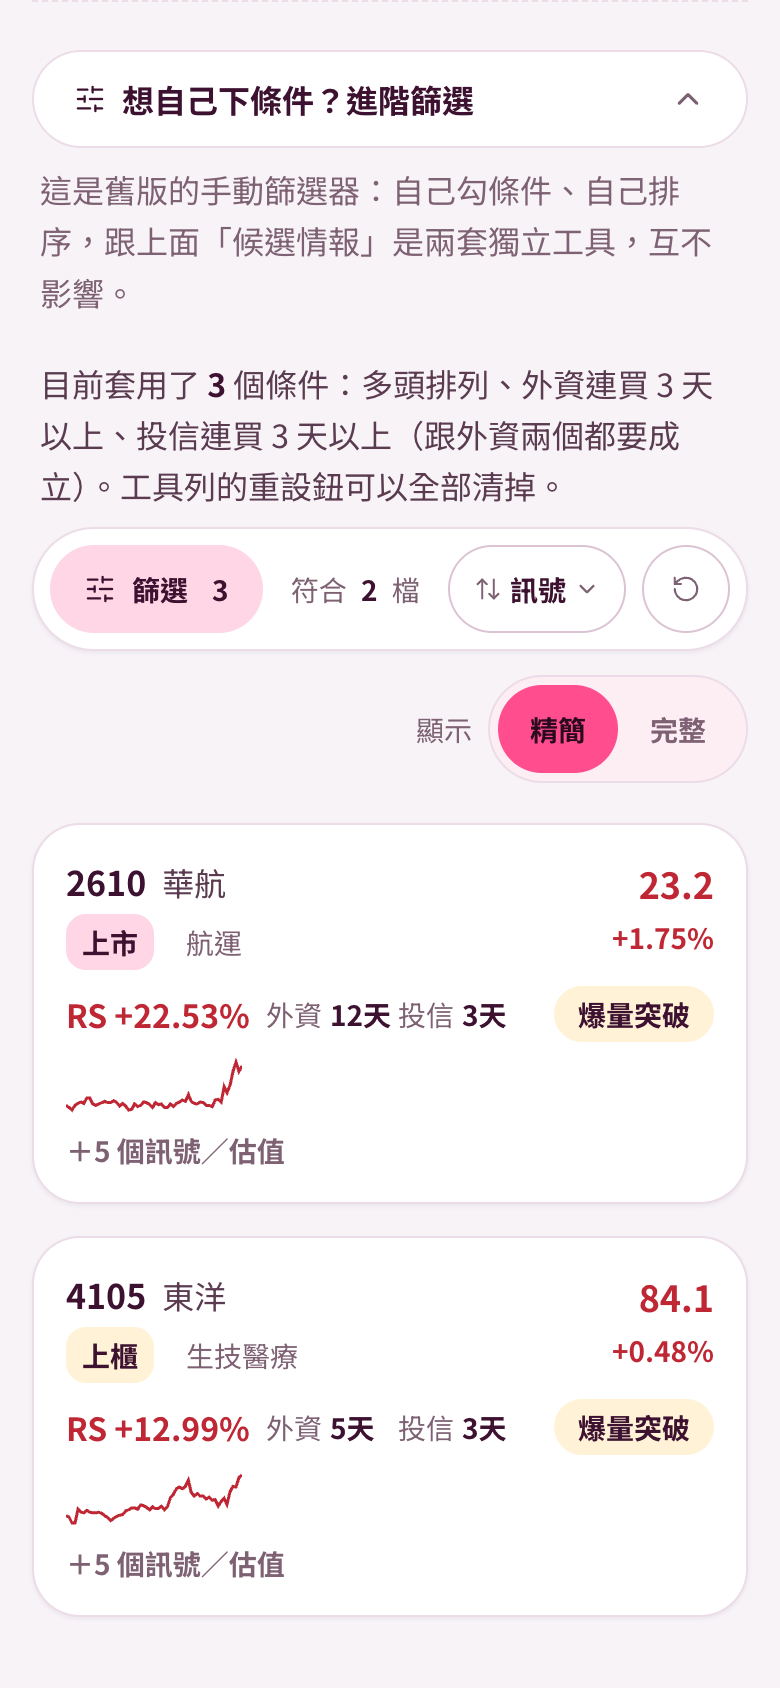 想自己下條件？進階篩選
這是舊版的手動篩選器：自己勾條件、自己排
序，跟上面「候選情報」是兩套獨立工具，互不
影響。
目前套用了 3 個條件：多頭排列、外資連買 3 天
以上、投信連買 3 天以上（跟外資兩個都要成
立）。工具列的重設鈕可以全部清掉。
篩選 3 符合 2 檔 訊號
顯示 精簡 完整
2610 華航 23.2
上市 航運 +1.75%
RS +22.53% 外資 12天 投信 3天 爆量突破
＋5 個訊號／估值
4105 東洋 84.1
上櫃 生技醫療 +0.48%
RS +12.99% 外資 5天 投信 3天 爆量突破
＋5 個訊號／估值